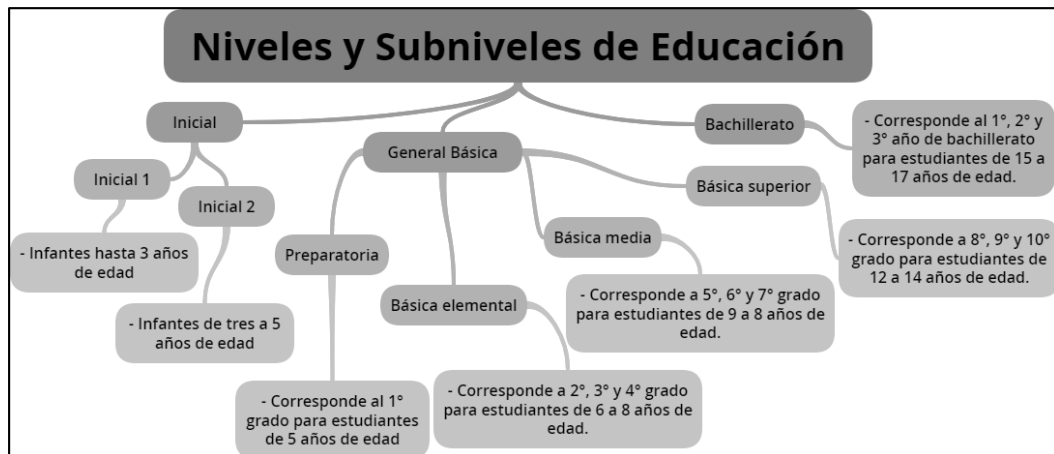 Niveles y Subniveles de Educación
Inicial
Inicial 1
- Infantes hasta 3 años
de edad
Inicial 2
- Infantes de tres a 5
años de edad
General Básica
Preparatoria
- Corresponde al 1°
grado para estudiantes
de 5 años de edad
Básica elemental
- Corresponde a 2°, 3° y 4° grado
para estudiantes de 6 a 8 años de
edad.
Básica media
- Corresponde a 5°, 6° y 7° grado
para estudiantes de 9 a 8 años de
edad.
Básica superior
- Corresponde a 8°, 9° y 10°
grado para estudiantes de
12 a 14 años de edad.
Bachillerato
- Corresponde al 1°, 2° y
3° año de bachillerato
para estudiantes de 15 a
17 años de edad.